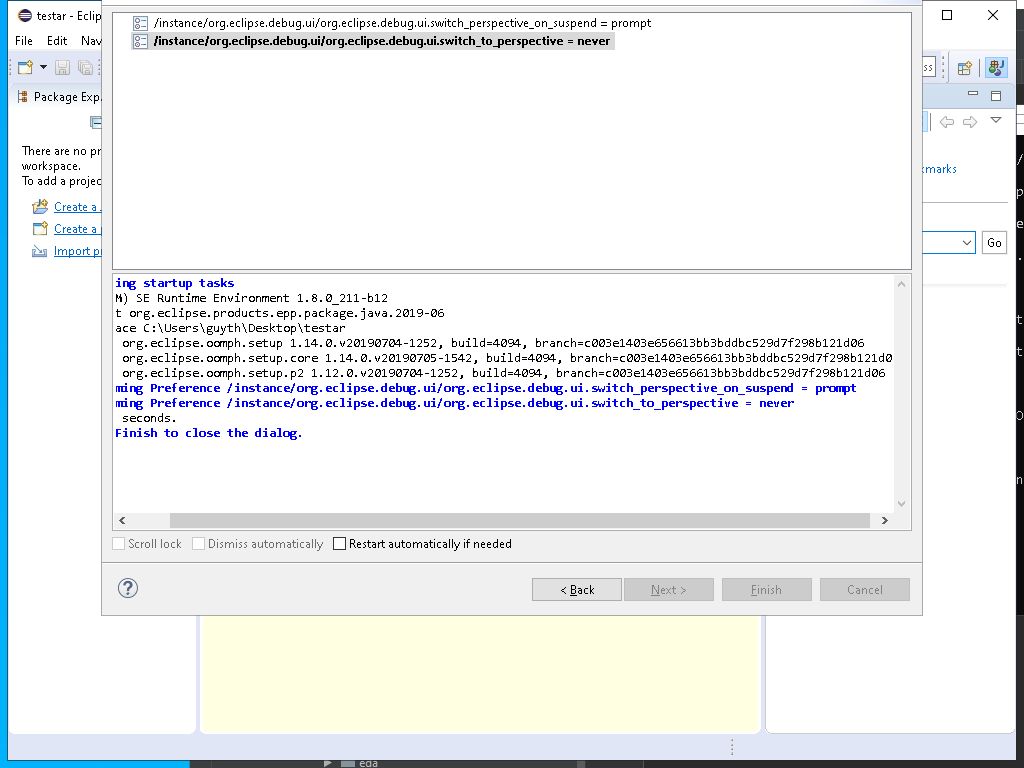 testar - Eclip
File Edit Nav
/instance/org.eclipse.debug.ui/org.eclipse.debug.ui.switch_perspective_on_suspend = prompt
/instance/org.eclipse.debug.ui/org.eclipse.debug.ui.switch_to_perspective = never
ss
Package Exp
There are no pr
workspace.
To add a projec
Create a
Create a
Import p
marks
Go
ing startup tasks
M) SE Runtime Environment 1.8.0_211-b12
t org.eclipse.products.epp.package.java.2019-06
ace C:\Users\guyth\Desktop\testar
org.eclipse.oomph.setup 1.14.0.v20190704-1252, build=4094, branch=c003e1403e656613bb3bddbc529d7f298b121d06
org.eclipse.oomph.setup.core 1.14.0.v20190705-1542, build=4094, branch=c003e1403e656613bb3bddbc529d7f298b121d0
org.eclipse.oomph.setup.p2 1.12.0.v20190704-1252, build=4094, branch=c003e1403e656613bb3bddbc529d7f298b121d06
ming Preference /instance/org.eclipse.debug.ui/org.eclipse.debug.ui.switch_perspective_on_suspend = prompt
ming Preference /instance/org.eclipse.debug.ui/org.eclipse.debug.ui.switch_to_perspective = never
seconds.
Finish to close the dialog.
Scroll lock Dismiss automatically Restart automatically if needed
? < Back Next > Finish Cancel
eda